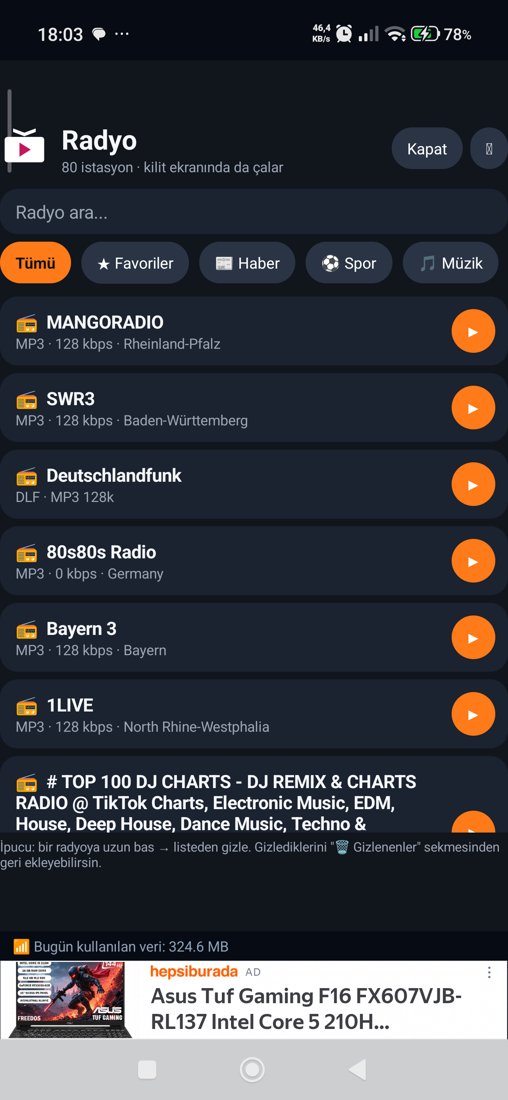 18:03
46,4
KB/s
78%
Radyo
80 istasyon · kilit ekranında da çalar
Kapat
Radyo ara...
Tümü
★ Favoriler
📰 Haber
⚽ Spor
🎵 Müzik
📻 MANGORADIO
MP3 · 128 kbps · Rheinland-Pfalz
📻 SWR3
MP3 · 128 kbps · Baden-Württemberg
📻 Deutschlandfunk
DLF · MP3 128k
📻 80s80s Radio
MP3 · 0 kbps · Germany
📻 Bayern 3
MP3 · 128 kbps · Bayern
📻 1LIVE
MP3 · 128 kbps · North Rhine-Westphalia
📻 # TOP 100 DJ CHARTS - DJ REMIX & CHARTS
RADIO @ TikTok Charts, Electronic Music, EDM,
House, Deep House, Dance Music, Techno &
İpucu: bir radyoya uzun bas → listeden gizle. Gizlediklerini "🗑️ Gizlenenler" sekmesinden
geri ekleyebilirsin.
📶 Bugün kullanılan veri: 324.6 MB
hepsiburada AD
Asus Tuf Gaming F16 FX607VJB-
RL137 Intel Core 5 210H...
FREEDOS
ASUS
TUF GAMING